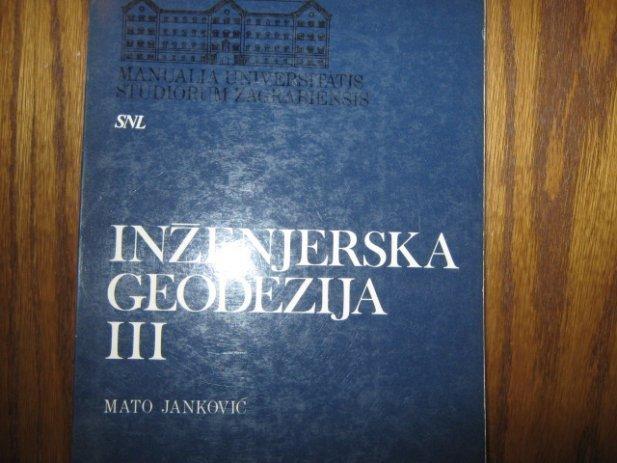 MANUALIA UNIVERSITATIS
STUDIORUM ZAGRABIENSIS
SNL
INŽENJERSKA
GEODEZIJA
III
MATO JANKOVIĆ